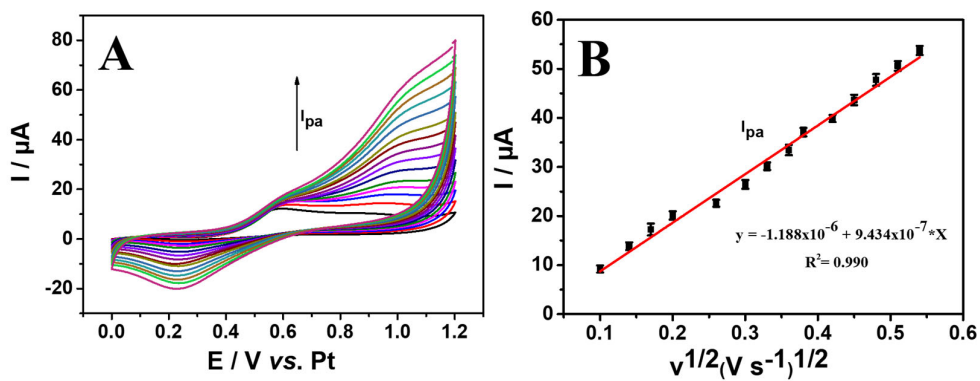 A
B
I / µA
80
60
40
20
0
-20
Ipa
0.0 0.2 0.4 0.6 0.8 1.0 1.2
E / V vs. Pt
I / µA
60
50
40
30
20
10
0
Ipa
y = -1.188x10⁻⁶ + 9.434x10⁻⁷*X
R²= 0.990
0.1 0.2 0.3 0.4 0.5 0.6
v¹/²(V s⁻¹)¹/²